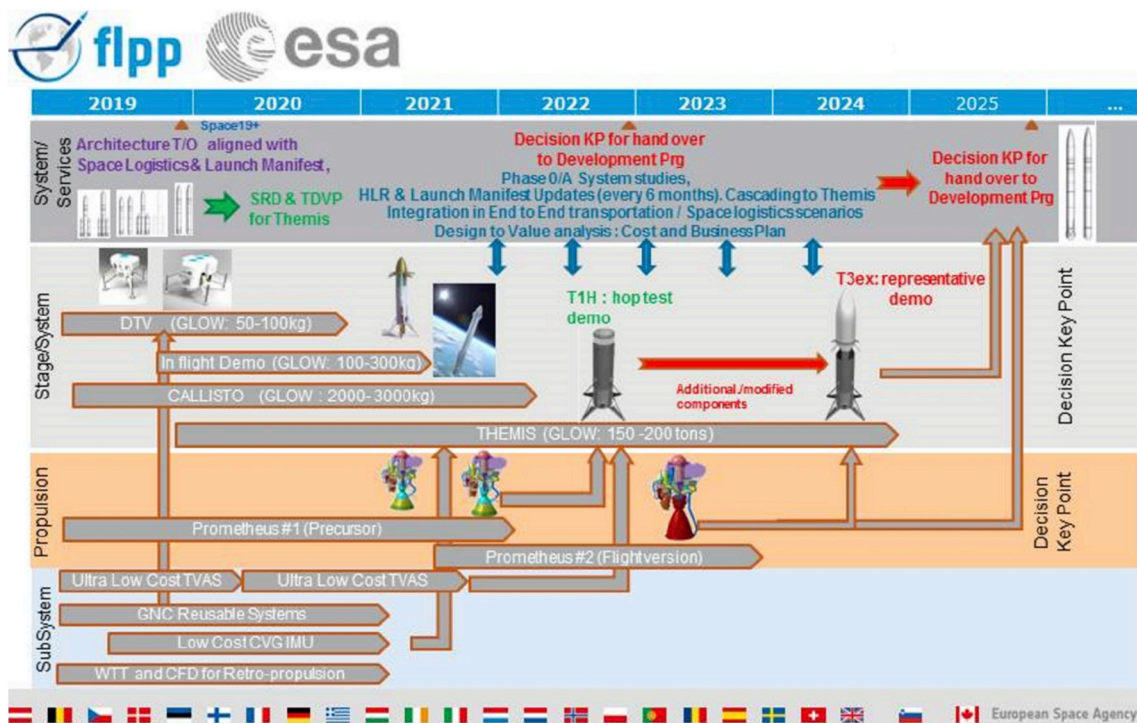 flpp esa
2019 2020 2021 2022 2023 2024 2025 ...
System/
Services
Space19+
Architecture T/O aligned with
Space Logistics & Launch Manifest,
SRD & TDVP
for Themis
Decision KP for hand over
to Development Prg
Phase 0/A System studies,
HLR & Launch Manifest Updates (every 6 months). Cascading to Themis
Integration in End to End transportation / Space logistics scenarios
Design to Value analysis : Cost and Business Plan
Decision KP for
hand over to
Development Prg
Stage/System
DTV (GLOW: 50-100kg)
In flight Demo (GLOW: 100-300kg)
CALLISTO (GLOW : 2000-3000kg)
THEMIS (GLOW: 150 -200 tons)
T1H : hop test
demo
Additional./modified
components
T3ex: representative
demo
Decision Key Point
Propulsion
Prometheus #1 (Precursor)
Prometheus #2 (Flight version)
Decision
Key Point
SubSystem
Ultra Low Cost TVAS
Ultra Low Cost TVAS
GNC Reusable Systems
Low Cost CVG IMU
WTT and CFD for Retro-propulsion
European Space Agency